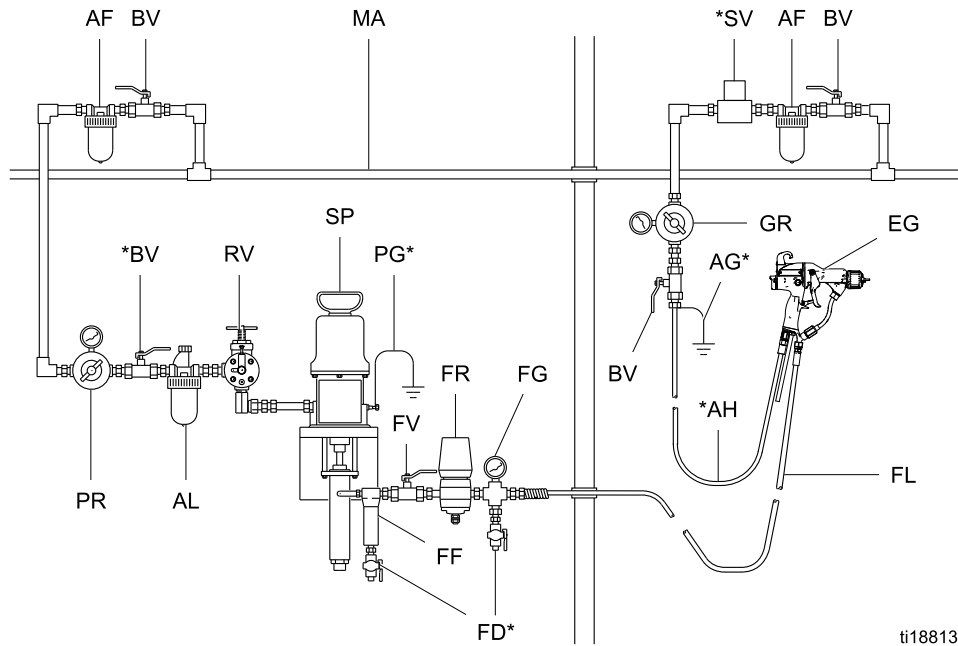 AF BV MA *SV AF BV
SP GR EG
*BV RV PG* AG*
FR FG BV
FV *AH
PR AL FL
FF
FD*
ti18813